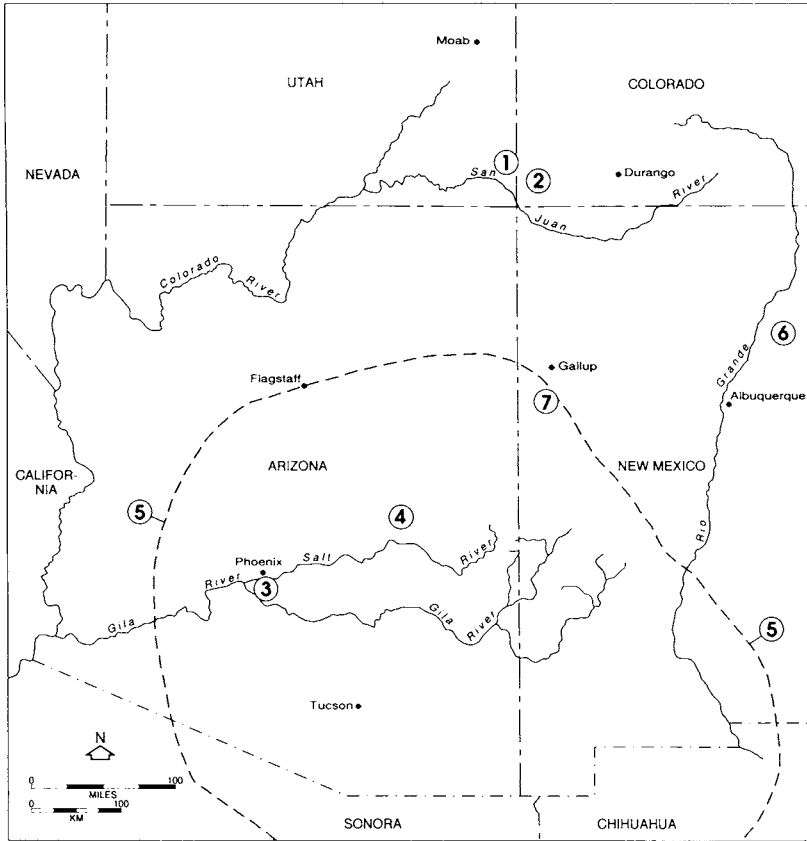 Moab
UTAH
COLORADO
NEVADA
1
2
San
Durango
River
Juan
Colorado
River
6
Grande
Flagstaff
Gallup
7
Albuquerque
ARIZONA
NEW MEXICO
CALIFOR-
NIA
5
4
Rio
Phoenix
Salt
River
River
3
Gila
Gila
River
5
Tucson
N
0 100
MILES
0 100
KM
SONORA
CHIHUAHUA